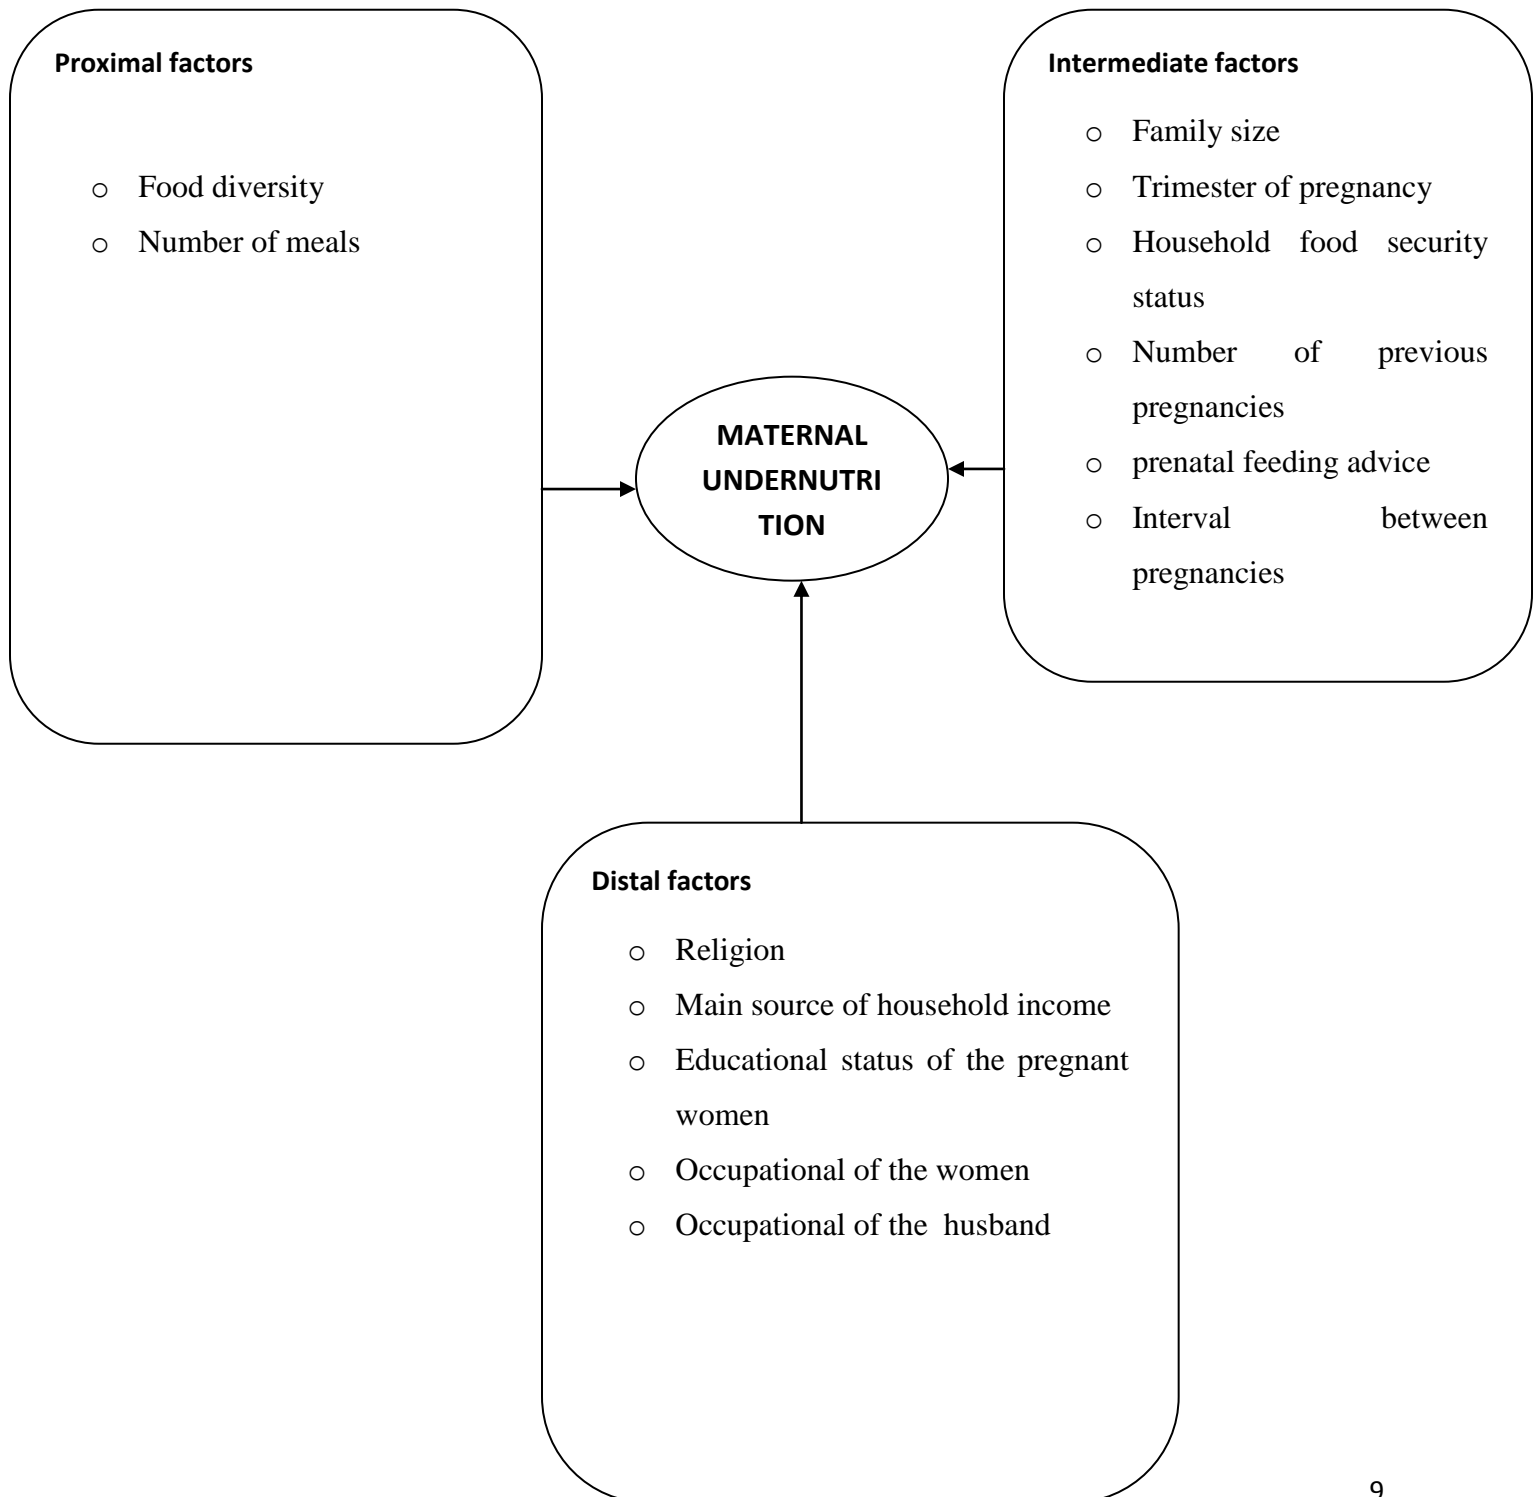 Proximal factors
o Food diversity
o Number of meals
Intermediate factors
o Family size
o Trimester of pregnancy
o Household food security
status
o Number of previous
pregnancies
o prenatal feeding advice
o Interval between
pregnancies
MATERNAL
UNDERNUTRI
TION
Distal factors
o Religion
o Main source of household income
o Educational status of the pregnant
women
o Occupational of the women
o Occupational of the husband
9